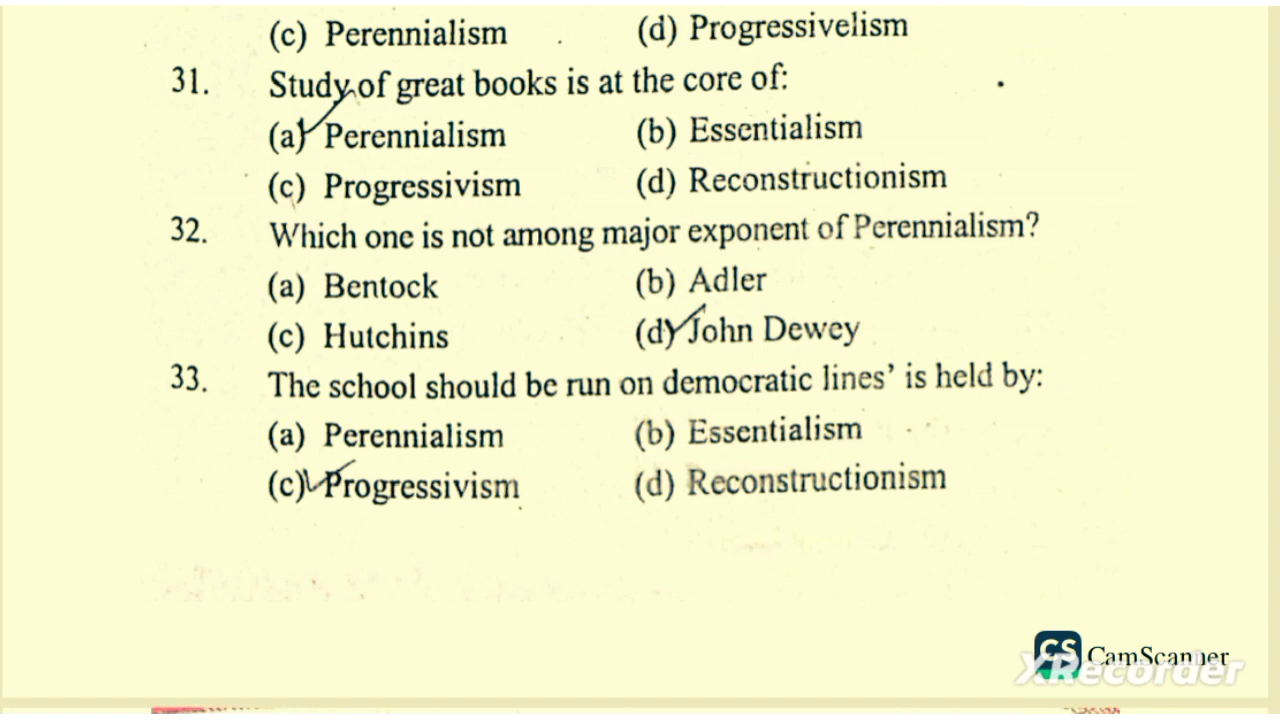 (c) Perennialism (d) Progressivelism
31. Study of great books is at the core of:
(a) Perennialism (b) Essentialism
(c) Progressivism (d) Reconstructionism
32. Which one is not among major exponent of Perennialism?
(a) Bentock (b) Adler
(c) Hutchins (d) John Dewey
33. The school should be run on democratic lines' is held by:
(a) Perennialism (b) Essentialism
(c) Progressivism (d) Reconstructionism
CS CamScanner
XRecorder